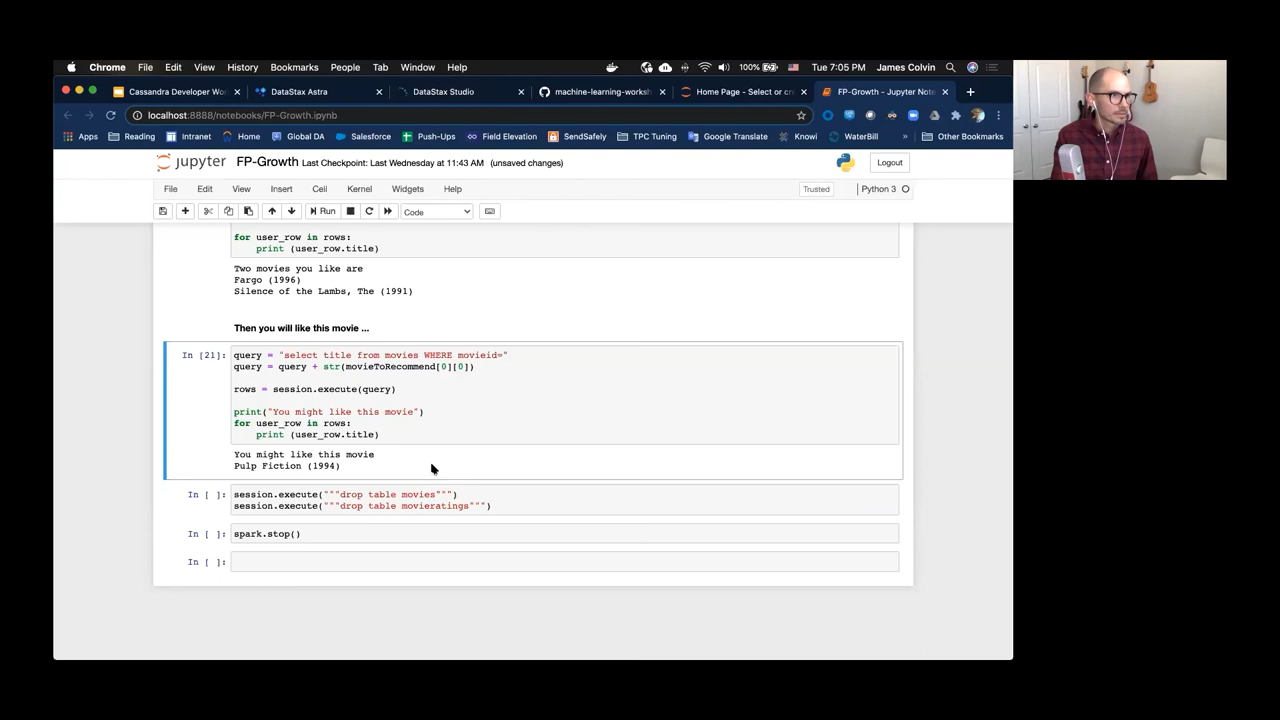 Chrome File Edit View History Bookmarks People Tab Window Help 100% Tue 7:05 PM James Colvin
Cassandra Developer Wo DataStax Astra DataStax Studio machine-learning-worksh Home Page - Select or cr FP-Growth - Jupyter Note
localhost:8888/notebooks/FP-Growth.ipynb
Apps Reading Intranet Home Global DA Salesforce Push-Ups Field Elevation SendSafely TPC Tuning Google Translate Knowi WaterBill » Other Bookmarks
jupyter FP-Growth Last Checkpoint: Last Wednesday at 11:43 AM (unsaved changes) Logout
File Edit View Insert Cell Kernel Widgets Help Trusted Python 3
Run Code
for user_row in rows:
print (user_row.title)
Two movies you like are
Fargo (1996)
Silence of the Lambs, The (1991)
Then you will like this movie ...
In [21]: query = "select title from movies WHERE movieid="
query = query + str(movieToRecommend[0][0])
rows = session.execute(query)
print("You might like this movie")
for user_row in rows:
print (user_row.title)
You might like this movie
Pulp Fiction (1994)
In [ ]: session.execute("""drop table movies""")
session.execute("""drop table movieratings""")
In [ ]: spark.stop()
In [ ]: